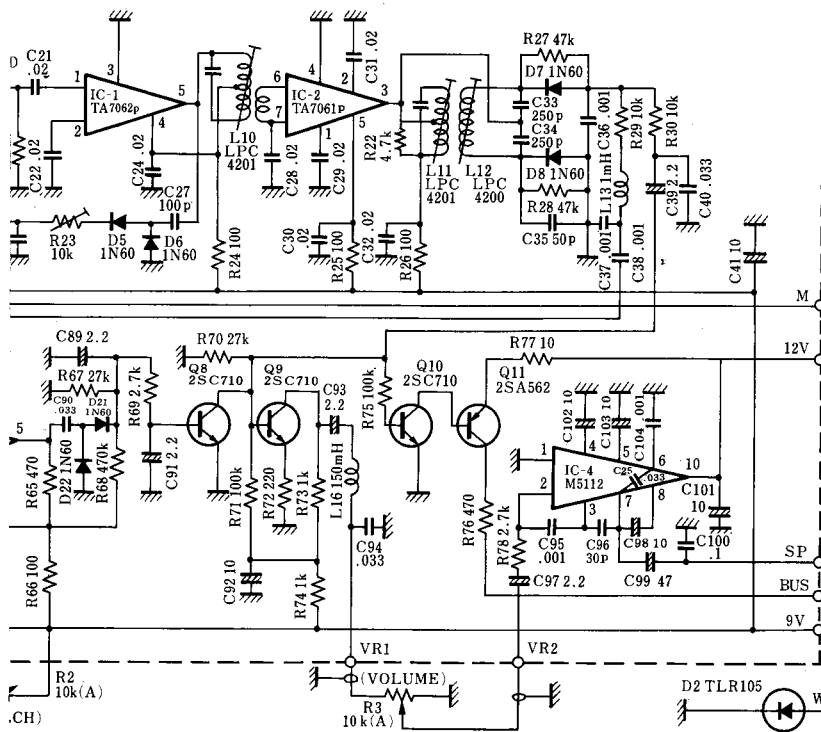 C21
.02
1
3
5
IC-1
TA7062p
2
4
C22 .02
C24 .02
C27
100p
R23
10k
D5
1N60
D6
1N60
L10
LPC
4201
R24 100
C31 .02
6
4
2
3
IC-2
TA7061p
7
1
5
C28 .02
C29 .02
C30
.02
R25 100
R22
4.7k
C32 .02
R26 100
L11
LPC
4201
L12
LPC
4200
R27 47k
D7 1N60
C33
250p
C34
250p
D8 1N60
R28 47k
C35 50p
C36 .001
R29 10k
R30 10k
L13 1mH
C37 .001
C38 .001
C39 2.2
C40 .033
C41 10
M
12V
C89 2.2
R67 27k
C90
.033
D21
1N60
5
R65 470
D22 1N60
R68 470k
R69 2.7k
C91 2.2
R66 100
R70 27k
Q8
2SC710
Q9
2SC710
C93
2.2
R71 100k
R72 220
R73 1k
L16 150mH
C92 10
R74 1k
C94
.033
R75 100k
Q10
2SC710
Q11
2SA562
R77 10
R76 470
C102 10
C103 10
C104 .001
1
4
5
6
10
IC-4
M5112
C25
.033
2
3
7
8
R78 2.7k
C95
.001
C96
30p
C98 10
C97 2.2
C99 47
C101
10
C100
.1
SP
BUS
9V
VR1
VR2
R2
10k(A)
.CH)
(VOLUME)
R3
10k(A)
D2 TLR105
W